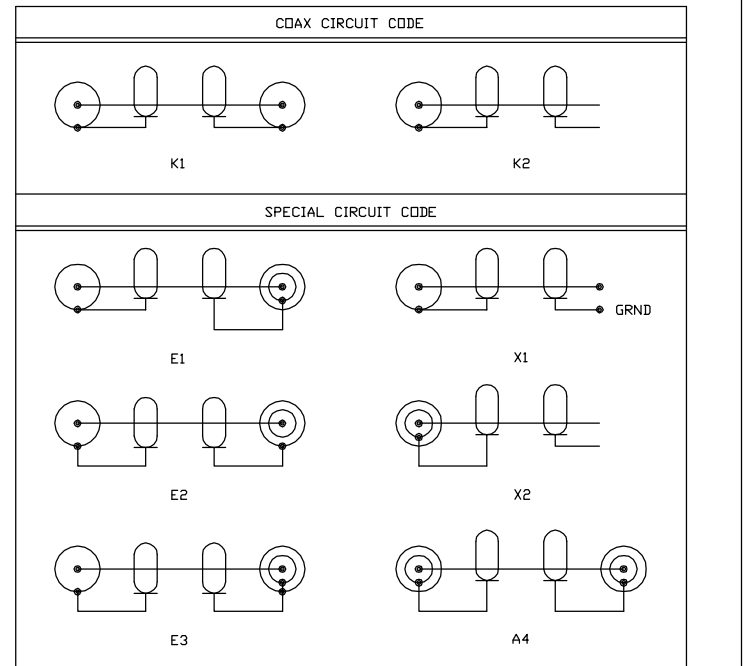 COAX CIRCUIT CODE
K1 K2
SPECIAL CIRCUIT CODE
GRND
E1 X1
E2 X2
E3 A4